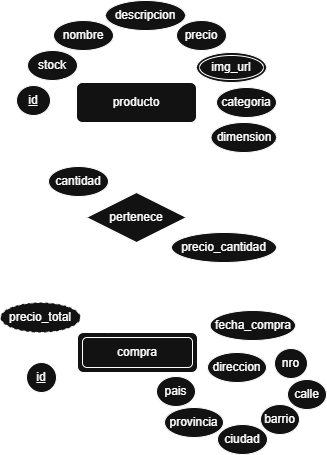 descripcion
nombre
precio
stock
img_url
id
producto
categoria
dimension
cantidad
pertenece
precio_cantidad
precio_total
fecha_compra
compra
direccion
nro
id
pais
calle
provincia
barrio
ciudad